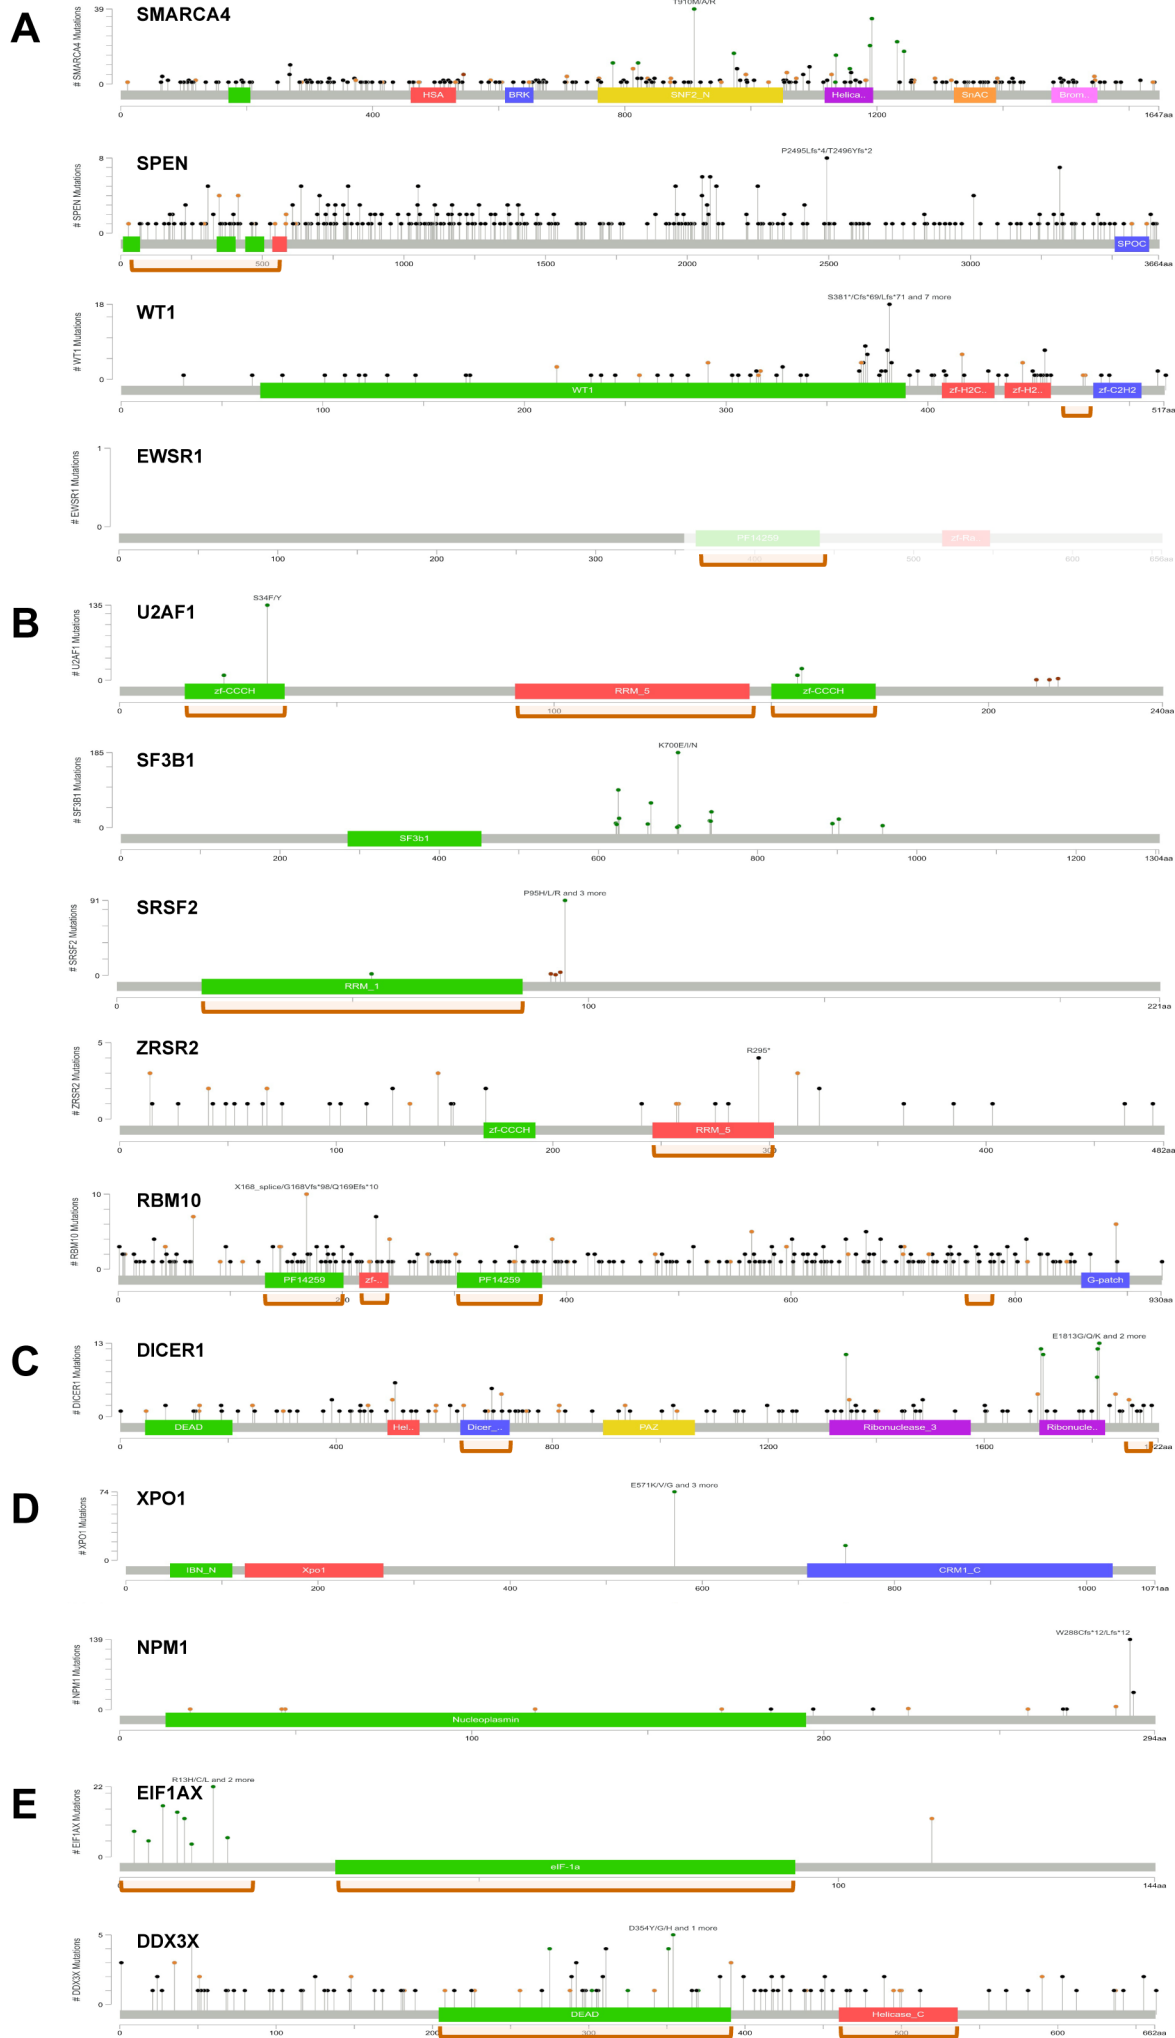 A
SMARCA4
# SMARCA4 Mutations
39
0
T910M/A/R
HSA
BRK
SNF2_N
Helica..
SnAC
Brom..
0
400
800
1200
1647aa
SPEN
# SPEN Mutations
8
0
P2495Lfs*4/T2496Yfs*2
SPOC
0
500
1000
1500
2000
2500
3000
3664aa
WT1
# WT1 Mutations
18
0
S381*/Cfs*69/Lfs*71 and 7 more
WT1
zf-H2C..
zf-H2..
zf-C2H2
0
100
200
300
400
517aa
EWSR1
# EWSR1 Mutations
1
0
PF14259
zf-Ra..
0
100
200
300
400
500
600
656aa
B
U2AF1
# U2AF1 Mutations
135
0
S34F/Y
zf-CCCH
RRM_5
zf-CCCH
0
100
200
240aa
SF3B1
# SF3B1 Mutations
185
0
K700E/I/N
SF3b1
0
200
400
600
800
1000
1200
1304aa
SRSF2
# SRSF2 Mutations
91
0
P95H/L/R and 3 more
RRM_1
0
100
221aa
ZRSR2
# ZRSR2 Mutations
5
0
R295*
zf-CCCH
RRM_5
0
100
200
300
400
482aa
RBM10
# RBM10 Mutations
10
0
X168_splice/G168Vfs*98/Q169Efs*10
PF14259
zf-..
PF14259
G-patch
0
200
400
600
800
930aa
C
DICER1
# DICER1 Mutations
13
0
E1813G/Q/K and 2 more
DEAD
Hel..
Dicer_..
PAZ
Ribonuclease_3
Ribonucle..
0
400
800
1200
1600
1922aa
D
XPO1
# XPO1 Mutations
74
0
E571K/V/G and 3 more
IBN_N
Xpo1
CRM1_C
0
200
400
600
800
1000
1071aa
NPM1
# NPM1 Mutations
139
0
W288Cfs*12/Lfs*12
Nucleoplasmin
0
100
200
294aa
E
EIF1AX
# EIF1AX Mutations
22
0
R13H/C/L and 2 more
eIF-1a
0
100
144aa
DDX3X
# DDX3X Mutations
5
0
D354Y/G/H and 1 more
DEAD
Helicase_C
0
200
300
400
500
600
662aa